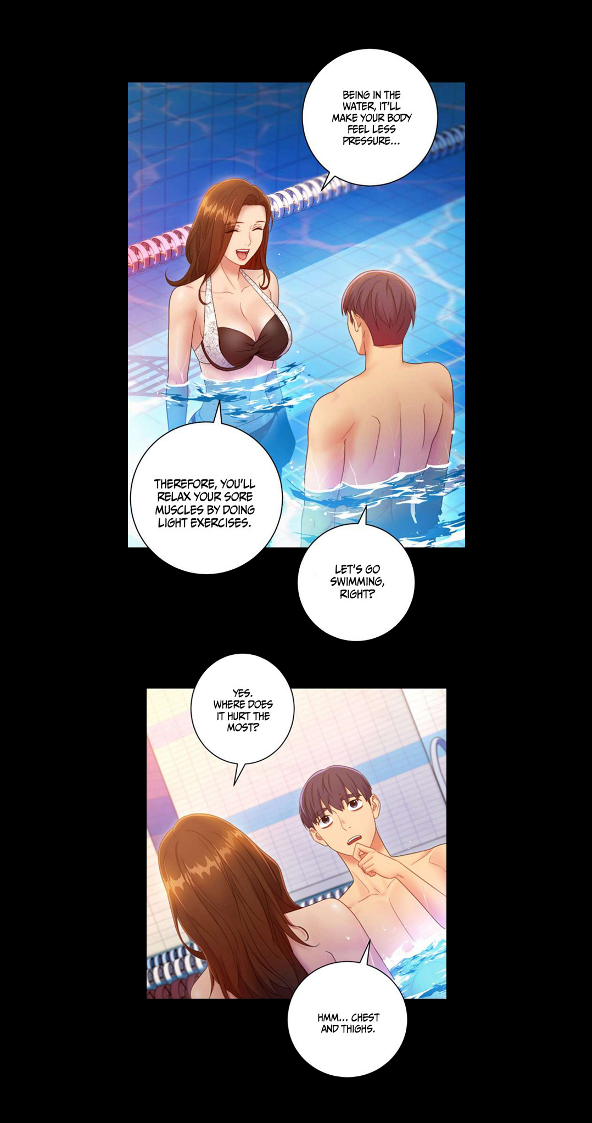 BEING IN THE
WATER, IT'LL
MAKE YOUR BODY
FEEL LESS
PRESSURE...
THEREFORE, YOU'LL
RELAX YOUR SORE
MUSCLES BY DOING
LIGHT EXERCISES.
LET'S GO
SWIMMING,
RIGHT?
YES.
WHERE DOES
IT HURT THE
MOST?
HMM... CHEST
AND THIGHS.